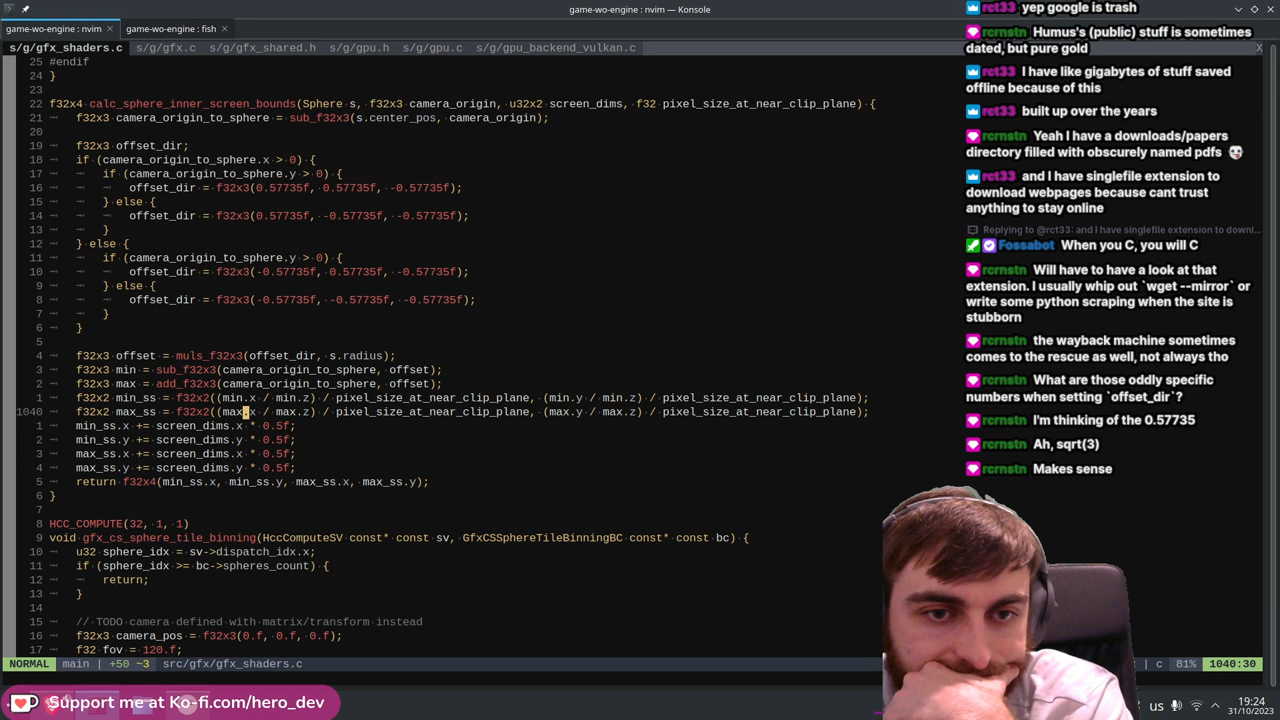 game-wo-engine : nvim — Konsole
game-wo-engine : nvim
game-wo-engine : fish
s/g/gfx_shaders.c s/g/gfx.c s/g/gfx_shared.h s/g/gpu.h s/g/gpu.c s/g/gpu_backend_vulkan.c X
25 #endif
24 }
23
22 f32x4 calc_sphere_inner_screen_bounds(Sphere s, f32x3 camera_origin, u32x2 screen_dims, f32 pixel_size_at_near_clip_plane) {
21 f32x3 camera_origin_to_sphere = sub_f32x3(s.center_pos, camera_origin);
20
19 f32x3 offset_dir;
18 if (camera_origin_to_sphere.x > 0) {
17 if (camera_origin_to_sphere.y > 0) {
16 offset_dir = f32x3(0.57735f, 0.57735f, -0.57735f);
15 } else {
14 offset_dir = f32x3(0.57735f, -0.57735f, -0.57735f);
13 }
12 } else {
11 if (camera_origin_to_sphere.y > 0) {
10 offset_dir = f32x3(-0.57735f, 0.57735f, -0.57735f);
9 } else {
8 offset_dir = f32x3(-0.57735f, -0.57735f, -0.57735f);
7 }
6 }
5
4 f32x3 offset = muls_f32x3(offset_dir, s.radius);
3 f32x3 min = sub_f32x3(camera_origin_to_sphere, offset);
2 f32x3 max = add_f32x3(camera_origin_to_sphere, offset);
1 f32x2 min_ss = f32x2((min.x / min.z) / pixel_size_at_near_clip_plane, (min.y / min.z) / pixel_size_at_near_clip_plane);
1040 f32x2 max_ss = f32x2((max.x / max.z) / pixel_size_at_near_clip_plane, (max.y / max.z) / pixel_size_at_near_clip_plane);
1 min_ss.x += screen_dims.x * 0.5f;
2 min_ss.y += screen_dims.y * 0.5f;
3 max_ss.x += screen_dims.x * 0.5f;
4 max_ss.y += screen_dims.y * 0.5f;
5 return f32x4(min_ss.x, min_ss.y, max_ss.x, max_ss.y);
6 }
7
8 HCC_COMPUTE(32, 1, 1)
9 void gfx_cs_sphere_tile_binning(HccComputeSV const* const sv, GfxCSSphereTileBinningBC const* const bc) {
10 u32 sphere_idx = sv->dispatch_idx.x;
11 if (sphere_idx >= bc->spheres_count) {
12 return;
13 }
14
15 // TODO camera defined with matrix/transform instead
16 f32x3 camera_pos = f32x3(0.f, 0.f, 0.f);
17 f32 fov = 120.f;
NORMAL main | +50 ~3 src/gfx/gfx_shaders.c | c 81% 1040:30
rct33 yep google is trash
rcrnstn Humus's (public) stuff is sometimes
dated, but pure gold
rct33 I have like gigabytes of stuff saved
offline because of this
rct33 built up over the years
rcrnstn Yeah I have a downloads/papers
directory filled with obscurely named pdfs
rct33 and I have singlefile extension to
download webpages because cant trust
anything to stay online
Replying to @rct33: and I have singlefile extension to downl...
Fossabot When you C, you will C
rcrnstn Will have to have a look at that
extension. I usually whip out `wget --mirror` or
write some python scraping when the site is
stubborn
rcrnstn the wayback machine sometimes
comes to the rescue as well, not always tho
rcrnstn What are those oddly specific
numbers when setting `offset_dir`?
rcrnstn I'm thinking of the 0.57735
rcrnstn Ah, sqrt(3)
rcrnstn Makes sense
Support me at Ko-fi.com/hero_dev
us
19:24
31/10/2023